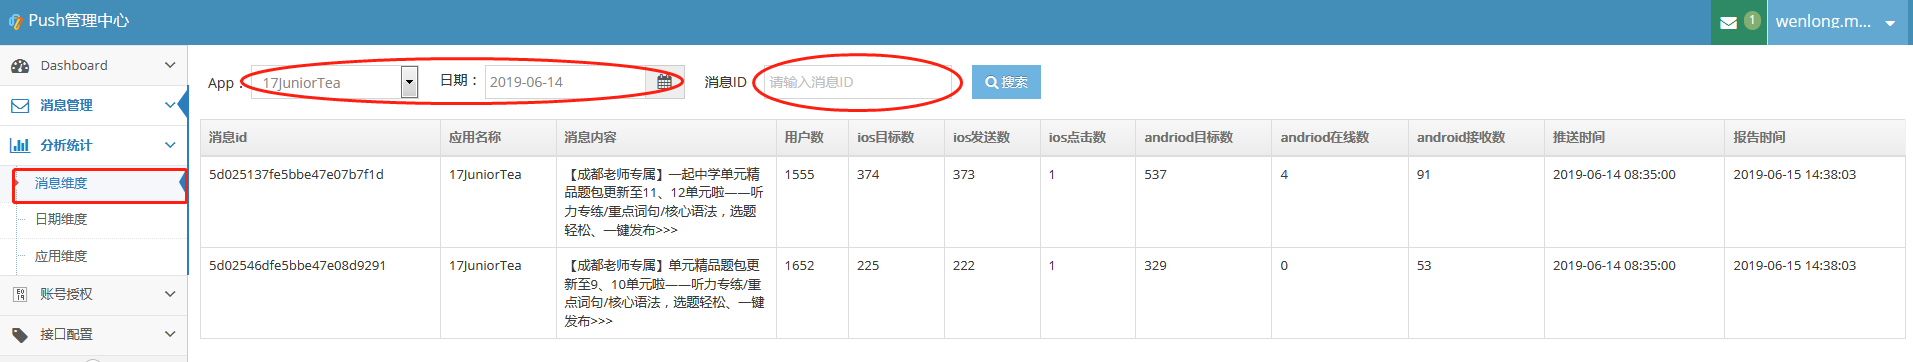 Push管理中心
1
wenlong.m...
Dashboard
消息管理
分析统计
消息维度
日期维度
应用维度
账号授权
接口配置
App：
17JuniorTea
日期：
2019-06-14
消息ID
请输入消息ID
搜索
消息id 应用名称 消息内容 用户数 ios目标数 ios发送数 ios点击数 andriod目标数 andriod在线数 android接收数 推送时间 报告时间
5d025137fe5bbe47e07b7f1d 17JuniorTea 【成都老师专属】一起中学单元精 1555 374 373 1 537 4 91 2019-06-14 08:35:00 2019-06-15 14:38:03
品题包更新至11、12单元啦——听
力专练/重点词句/核心语法，选题
轻松、一键发布>>>
5d02546dfe5bbe47e08d9291 17JuniorTea 【成都老师专属】单元精品题包更 1652 225 222 1 329 0 53 2019-06-14 08:35:00 2019-06-15 14:38:03
新至9、10单元啦——听力专练/重
点词句/核心语法，选题轻松、一键
发布>>>